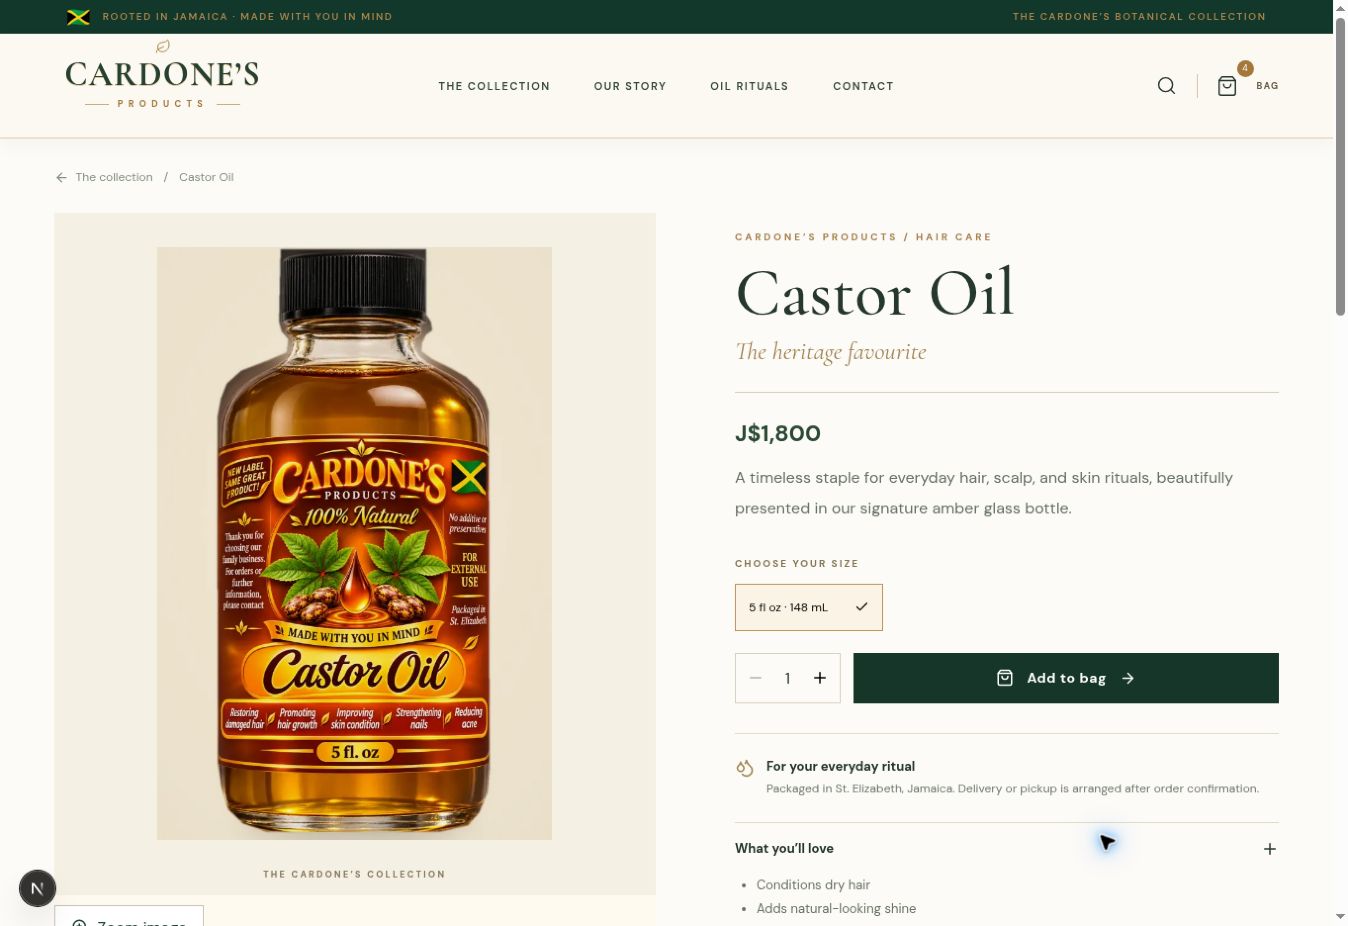 ROOTED IN JAMAICA · MADE WITH YOU IN MIND
THE CARDONE'S BOTANICAL COLLECTION
CARDONE'S
PRODUCTS
THE COLLECTION
OUR STORY
OIL RITUALS
CONTACT
4
BAG
The collection / Castor Oil
NEW LABEL
SAME GREAT
PRODUCT!
CARDONE'S
PRODUCTS
100% Natural
No additive or
preservatives
Thank you for
choosing our
family business.
For orders or
further
information,
please contact
FOR
EXTERNAL
USE
Packaged in
St. Elizabeth
MADE WITH YOU IN MIND
Castor Oil
Restoring
damaged hair
Promoting
hair growth
Improving
skin condition
Strengthening
nails
Reducing
acne
5 fl. oz
THE CARDONE'S COLLECTION
Zoom image
CARDONE'S PRODUCTS / HAIR CARE
Castor Oil
The heritage favourite
J$1,800
A timeless staple for everyday hair, scalp, and skin rituals, beautifully
presented in our signature amber glass bottle.
CHOOSE YOUR SIZE
5 fl oz · 148 mL
1
Add to bag
For your everyday ritual
Packaged in St. Elizabeth, Jamaica. Delivery or pickup is arranged after order confirmation.
What you’ll love
• Conditions dry hair
• Adds natural-looking shine
N